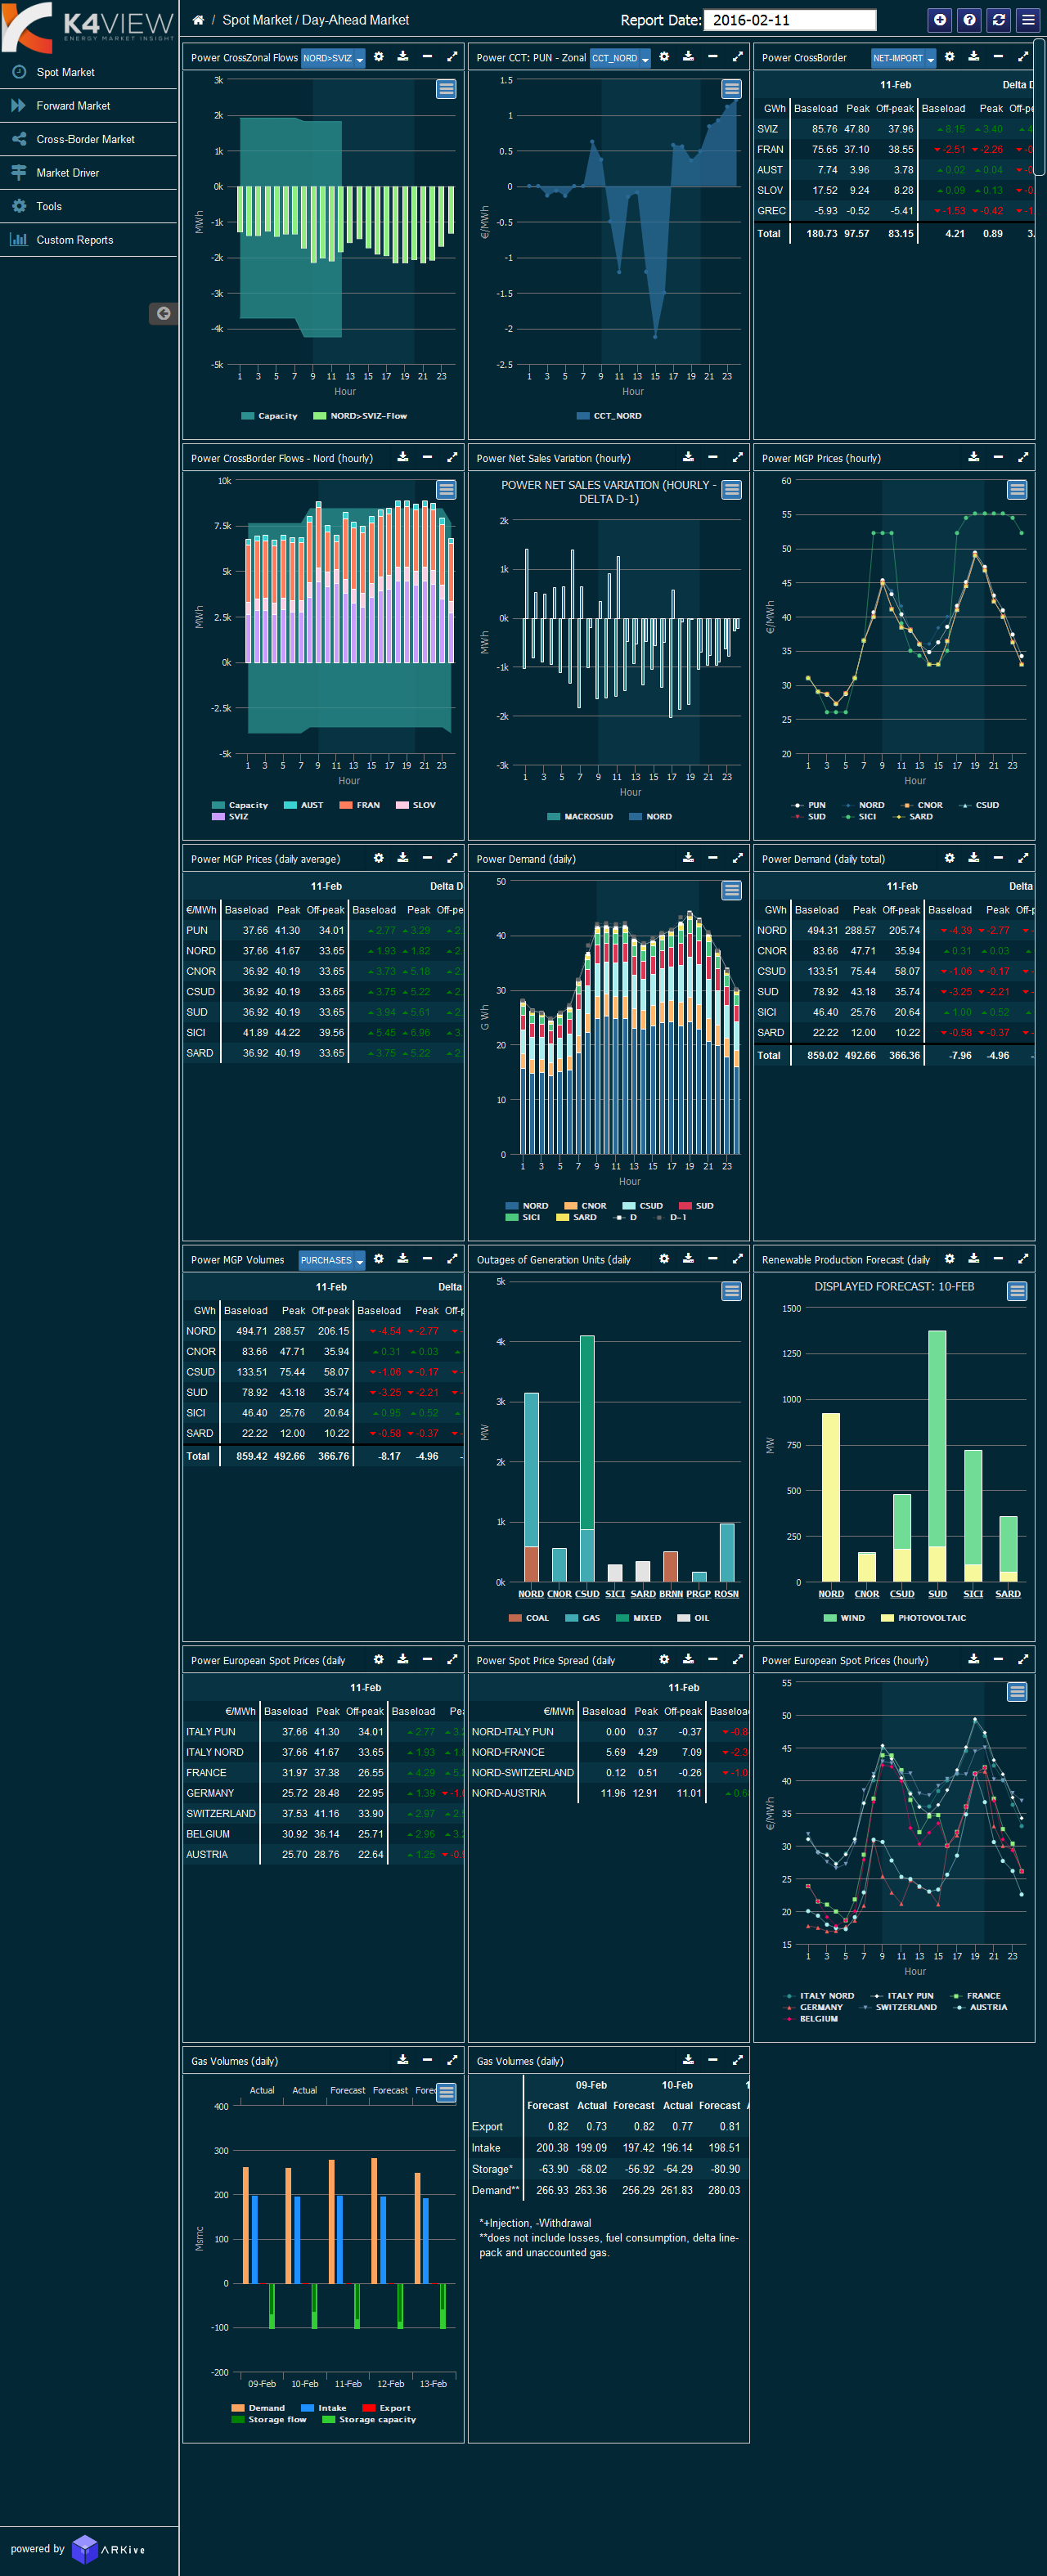 K4VIEW
ENERGY MARKET INSIGHT
Spot Market
Forward Market
Cross-Border Market
Market Driver
Tools
Custom Reports
/ Spot Market / Day-Ahead Market
Report Date: 2016-02-11
Power CrossZonal Flows NORD>SVIZ
3k
2k
1k
0k
-1k
-2k
-3k
-4k
-5k
MWh
1 3 5 7 9 11 13 15 17 19 21 23
Hour
Capacity NORD>SVIZ-Flow
Power CCT: PUN - Zonal CCT_NORD
1.5
1
0.5
0
-0.5
-1
-1.5
-2
-2.5
€/MWh
1 3 5 7 9 11 13 15 17 19 21 23
Hour
CCT_NORD
Power CrossBorder NET-IMPORT
11-Feb Delta D
GWh Baseload Peak Off-peak Baseload Peak Off-pe
SVIZ 85.76 47.80 37.96 8.15 3.40 4
FRAN 75.65 37.10 38.55 -2.51 -2.26 -0
AUST 7.74 3.96 3.78 0.02 0.04
SLOV 17.52 9.24 8.28 0.09 0.13 -0
GREC -5.93 -0.52 -5.41 -1.53 -0.42 -1
Total 180.73 97.57 83.15 4.21 0.89 3.
Power CrossBorder Flows - Nord (hourly)
10k
7.5k
5k
2.5k
0k
-2.5k
-5k
MWh
1 3 5 7 9 11 13 15 17 19 21 23
Hour
Capacity AUST FRAN SLOV
SVIZ
Power Net Sales Variation (hourly)
POWER NET SALES VARIATION (HOURLY -
DELTA D-1)
2k
1k
0k
-1k
-2k
-3k
MWh
1 3 5 7 9 11 13 15 17 19 21 23
Hour
MACROSUD NORD
Power MGP Prices (hourly)
60
55
50
45
40
35
30
25
20
€/MWh
1 3 5 7 9 11 13 15 17 19 21 23
Hour
PUN NORD CNOR CSUD
SUD SICI SARD
Power MGP Prices (daily average)
11-Feb Delta D
€/MWh Baseload Peak Off-peak Baseload Peak Off-pe
PUN 37.66 41.30 34.01 2.77 3.29 2.
NORD 37.66 41.67 33.65 1.93 1.82 2.
CNOR 36.92 40.19 33.65 3.73 5.18 2.
CSUD 36.92 40.19 33.65 3.75 5.22 2.
SUD 36.92 40.19 33.65 3.94 5.61 2.
SICI 41.89 44.22 39.56 5.45 6.96 3
SARD 36.92 40.19 33.65 3.75 5.22 2.
Power Demand (daily)
50
40
30
20
10
0
G Wh
1 3 5 7 9 11 13 15 17 19 21 23
Hour
NORD CNOR CSUD SUD
SICI SARD D D-1
Power Demand (daily total)
11-Feb Delta
GWh Baseload Peak Off-peak Baseload Peak Off-p
NORD 494.31 288.57 205.74 -4.39 -2.77 -
CNOR 83.66 47.71 35.94 0.31 0.03
CSUD 133.51 75.44 58.07 -1.06 -0.17 -
SUD 78.92 43.18 35.74 -3.25 -2.21 -
SICI 46.40 25.76 20.64 1.00 0.52
SARD 22.22 12.00 10.22 -0.58 -0.37 -
Total 859.02 492.66 366.36 -7.96 -4.96 -
Power MGP Volumes PURCHASES
11-Feb Delta
GWh Baseload Peak Off-peak Baseload Peak Off-p
NORD 494.71 288.57 206.15 -4.54 -2.77 -
CNOR 83.66 47.71 35.94 0.31 0.03
CSUD 133.51 75.44 58.07 -1.06 -0.17 -
SUD 78.92 43.18 35.74 -3.25 -2.21 -
SICI 46.40 25.76 20.64 0.95 0.52
SARD 22.22 12.00 10.22 -0.58 -0.37 -
Total 859.42 492.66 366.76 -8.17 -4.96 -
Outages of Generation Units (daily
5k
4k
3k
2k
1k
0k
MW
NORD CNOR CSUD SICI SARD BRNN PRGP ROSN
COAL GAS MIXED OIL
Renewable Production Forecast (daily
DISPLAYED FORECAST: 10-FEB
1500
1250
1000
750
500
250
0
MW
NORD CNOR CSUD SUD SICI SARD
WIND PHOTOVOLTAIC
Power European Spot Prices (daily
11-Feb
€/MWh Baseload Peak Off-peak Baseload Pea
ITALY PUN 37.66 41.30 34.01 2.77 3.
ITALY NORD 37.66 41.67 33.65 1.93 1.
FRANCE 31.97 37.38 26.55 4.29 5.
GERMANY 25.72 28.48 22.95 1.39 -1.
SWITZERLAND 37.53 41.16 33.90 2.97 2.
BELGIUM 30.92 36.14 25.71 2.96 3.
AUSTRIA 25.70 28.76 22.64 1.25 -0.
Power Spot Price Spread (daily
11-Feb
€/MWh Baseload Peak Off-peak Baseload
NORD-ITALY PUN 0.00 0.37 -0.37 -0.8
NORD-FRANCE 5.69 4.29 7.09 -2.3
NORD-SWITZERLAND 0.12 0.51 -0.26 -1.0
NORD-AUSTRIA 11.96 12.91 11.01 0.6
Power European Spot Prices (hourly)
55
50
45
40
35
30
25
20
15
€/MWh
1 3 5 7 9 11 13 15 17 19 21 23
Hour
ITALY NORD ITALY PUN FRANCE
GERMANY SWITZERLAND AUSTRIA
BELGIUM
Gas Volumes (daily)
Actual Actual Forecast Forecast Forec
400
300
200
100
0
-100
-200
Msmc
09-Feb 10-Feb 11-Feb 12-Feb 13-Feb
Demand Intake Export
Storage flow Storage capacity
Gas Volumes (daily)
09-Feb 10-Feb 1
Forecast Actual Forecast Actual Forecast
Export 0.82 0.73 0.82 0.77 0.81
Intake 200.38 199.09 197.42 196.14 198.51
Storage* -63.90 -68.02 -56.92 -64.29 -80.90
Demand** 266.93 263.36 256.29 261.83 280.03
*+Injection, -Withdrawal
**does not include losses, fuel consumption, delta line-
pack and unaccounted gas.
powered by ARKive